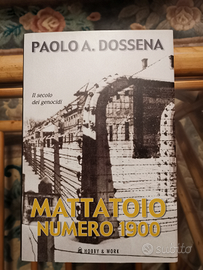 PAOLO A. DOSSENA
Il secolo
dei genocidi
MATTATOIO
NUMERO 1900
HOBBY & WORK
subito